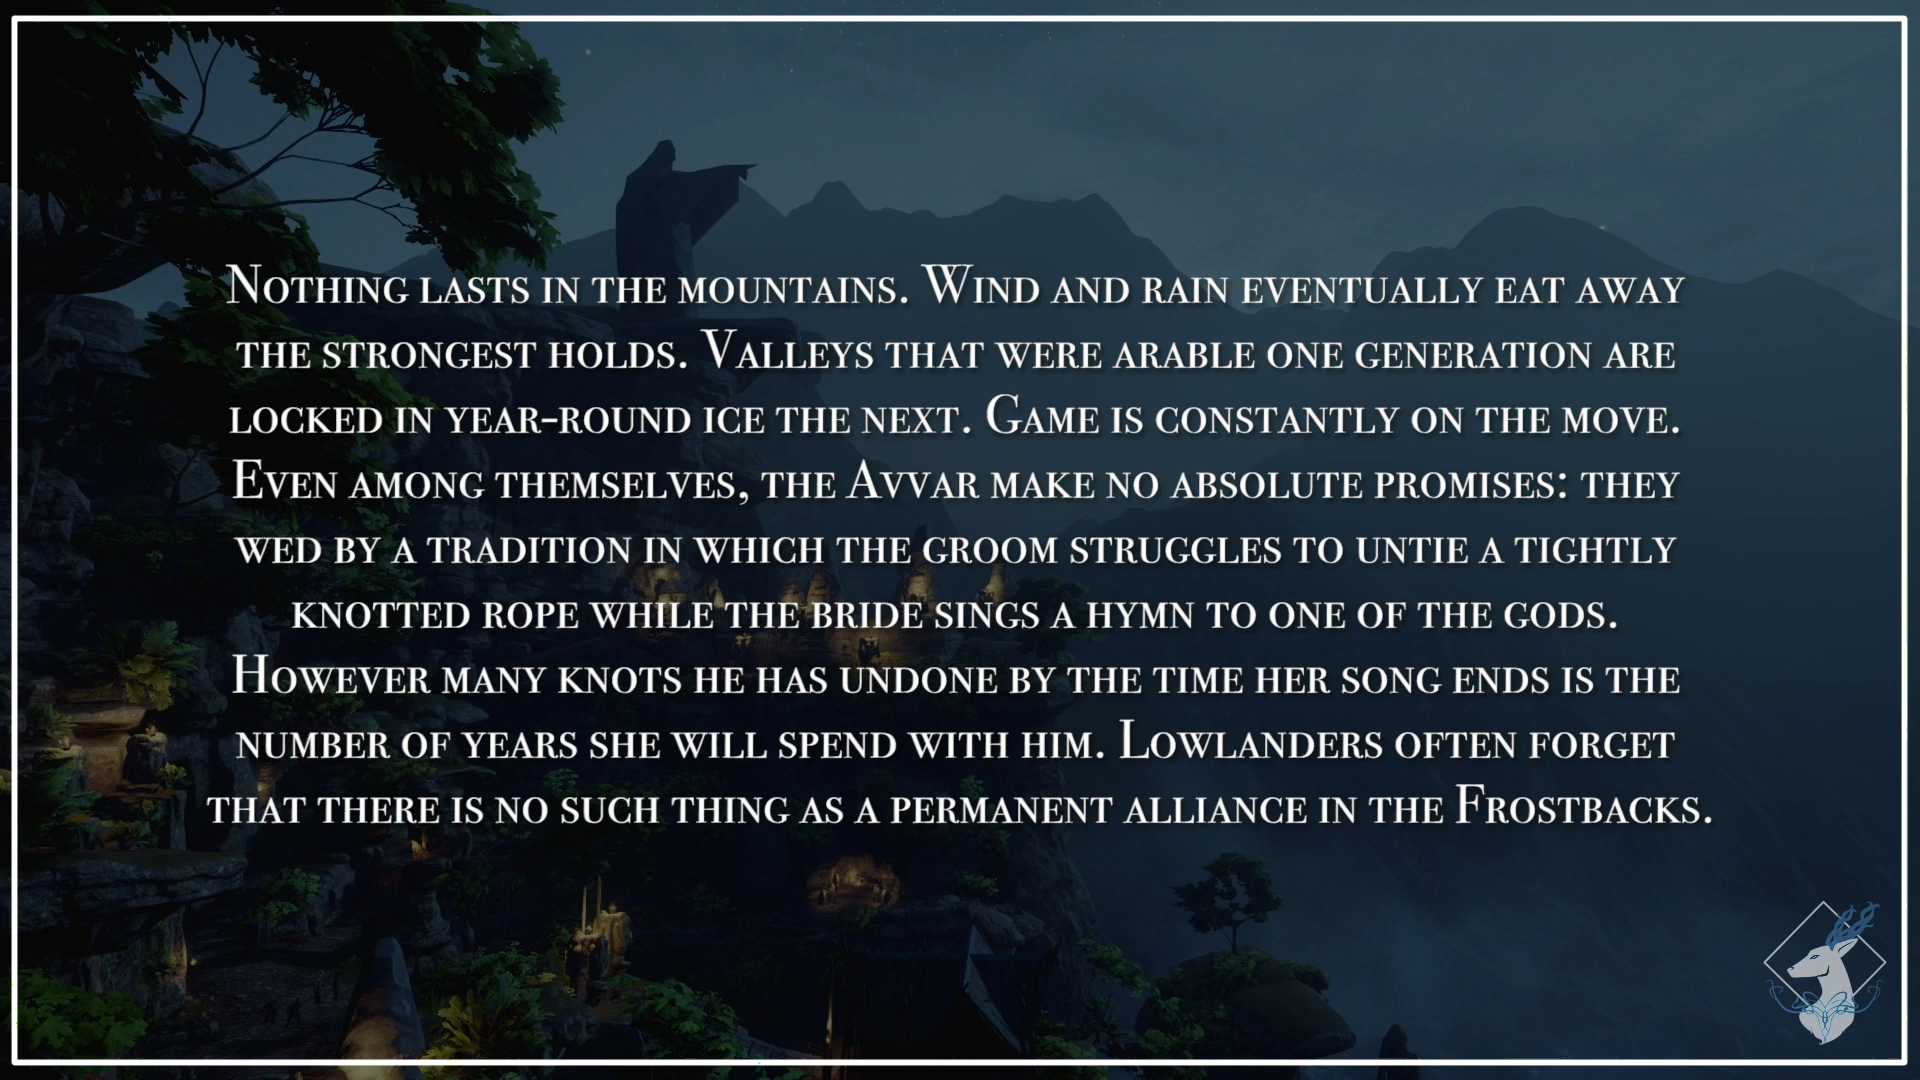 Nothing lasts in the mountains. Wind and rain eventually eat away
the strongest holds. Valleys that were arable one generation are
locked in year-round ice the next. Game is constantly on the move.
Even among themselves, the Avvar make no absolute promises: they
wed by a tradition in which the groom struggles to untie a tightly
knotted rope while the bride sings a hymn to one of the gods.
However many knots he has undone by the time her song ends is the
number of years she will spend with him. Lowlanders often forget
that there is no such thing as a permanent alliance in the Frostbacks.